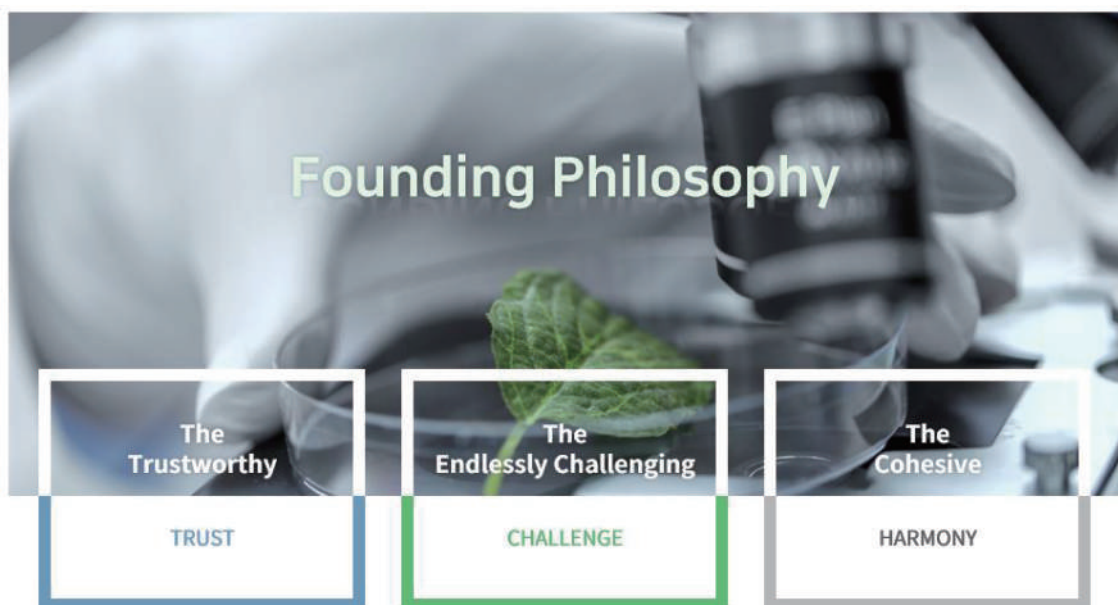 Founding Philosophy
The
Trustworthy
The
Endlessly Challenging
The
Cohesive
TRUST
CHALLENGE
HARMONY